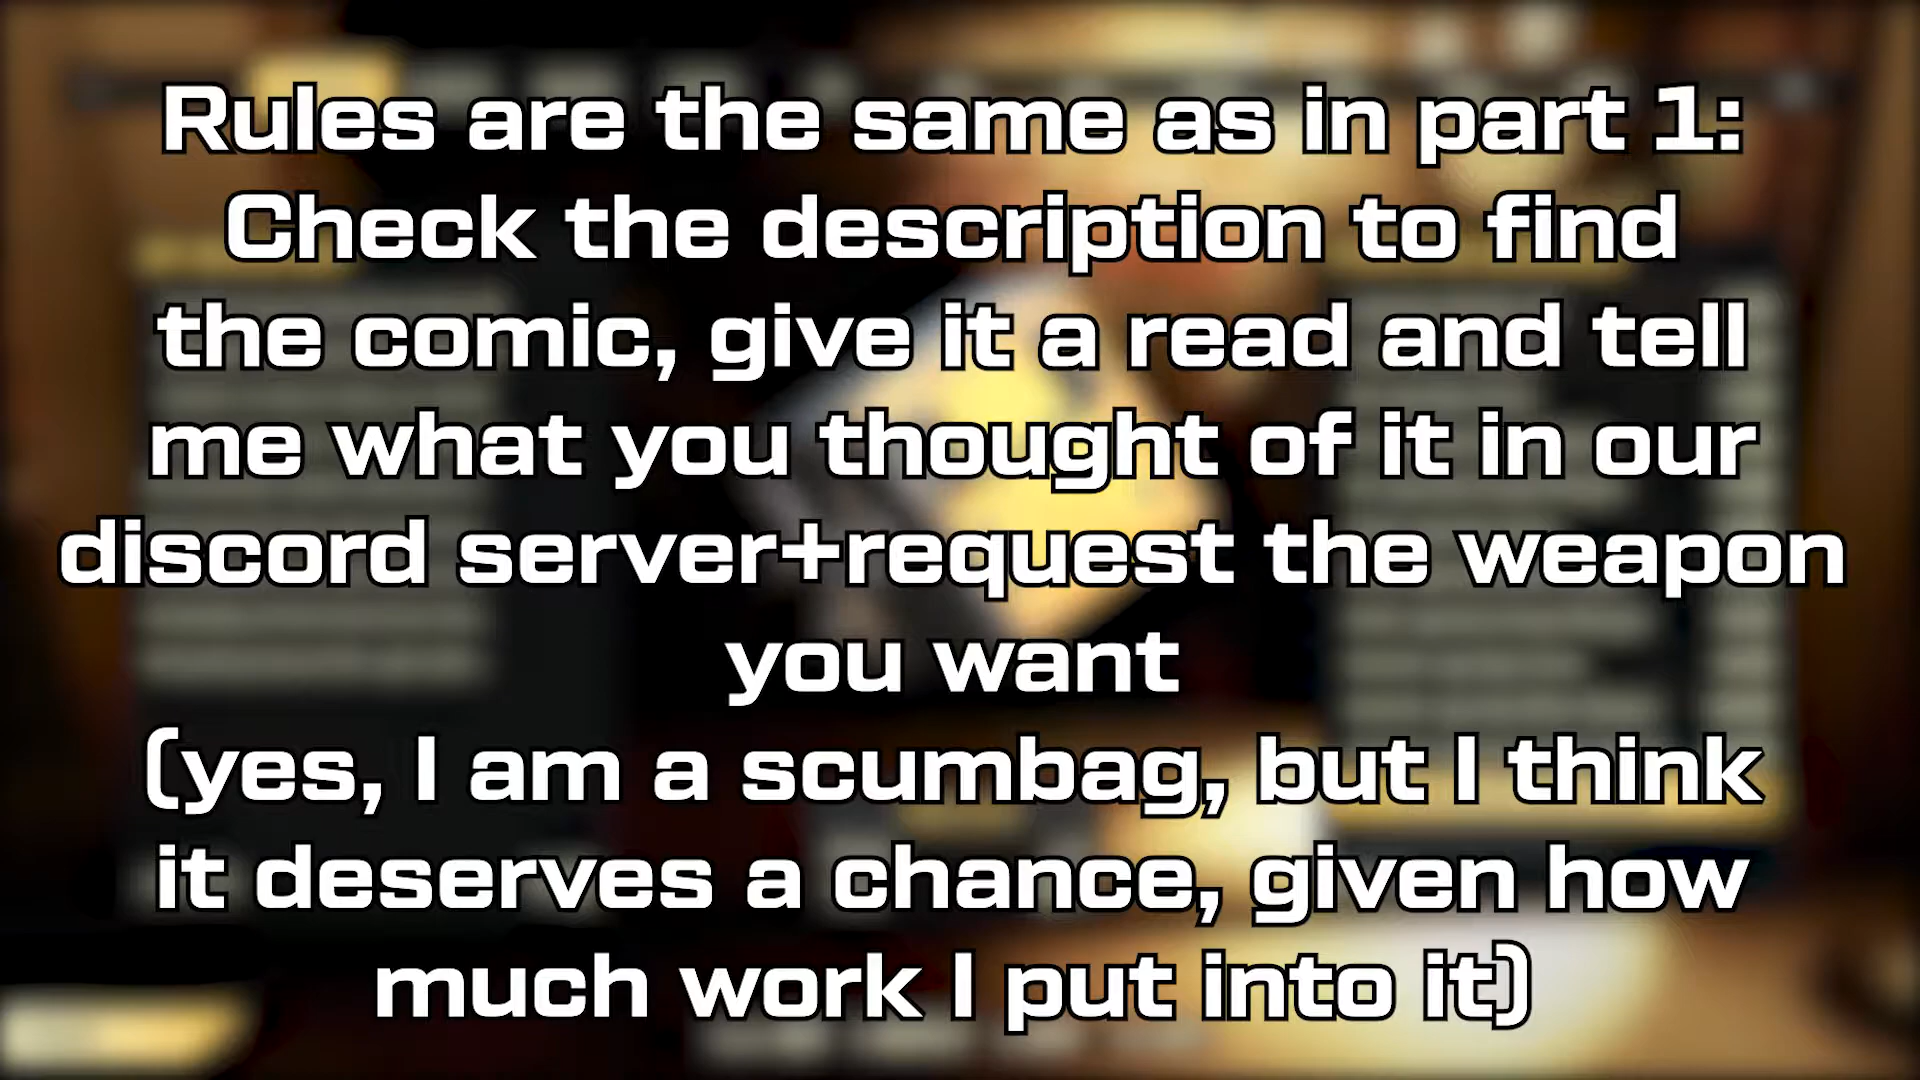 Rules are the same as in part 1:
Check the description to find
the comic, give it a read and tell
me what you thought of it in our
discord server+request the weapon
you want
(yes, I am a scumbag, but I think
it deserves a chance, given how
much work I put into it)